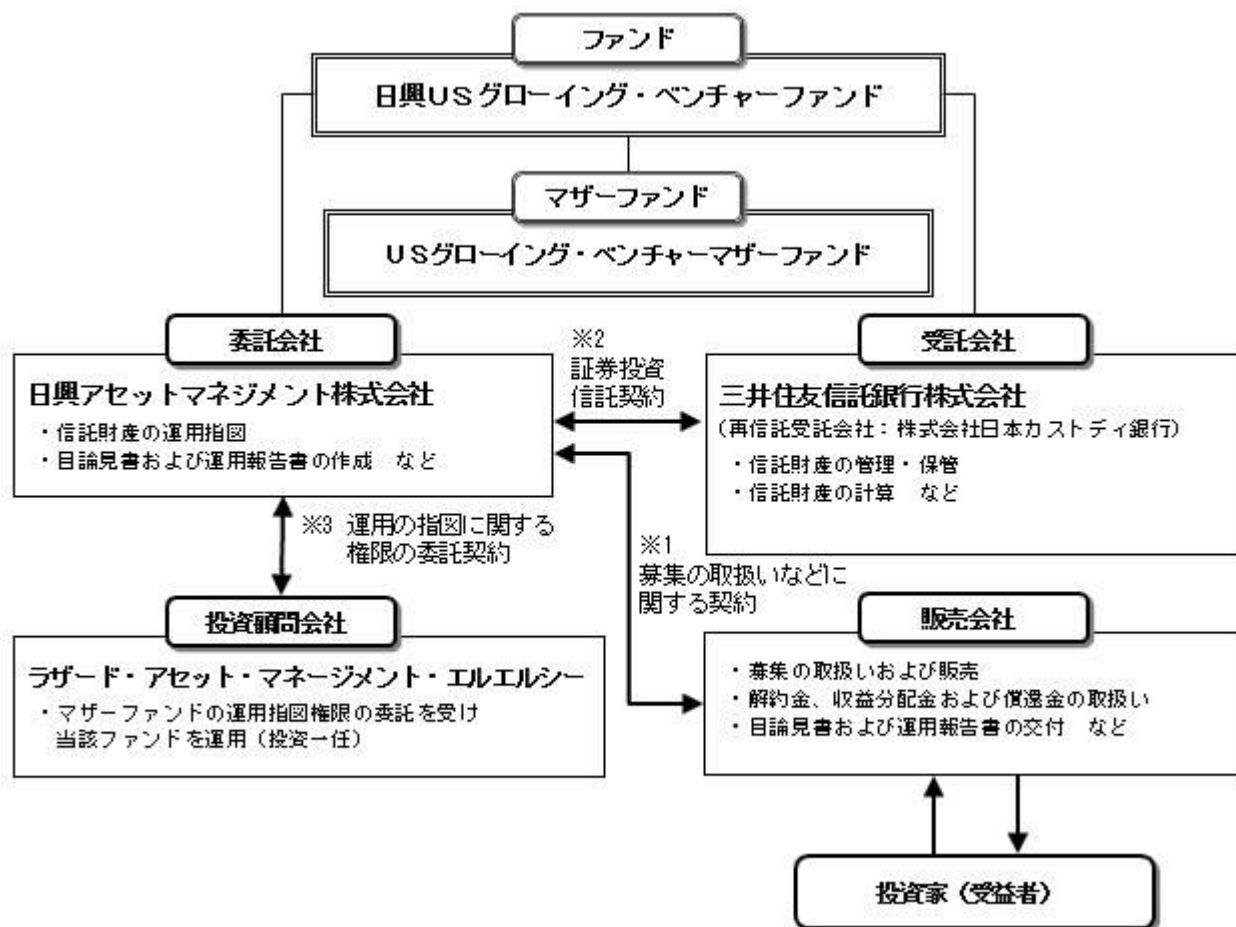 ファンド
日興USグローイング・ベンチャーファンド
マザーファンド
USグローイング・ベンチャーマザーファンド
委託会社
日興アセットマネジメント株式会社
・信託財産の運用指図
・目論見書および運用報告書の作成 など
※2
証券投資
信託契約
受託会社
三井住友信託銀行株式会社
(再信託受託会社：株式会社日本カストディ銀行)
・信託財産の管理・保管
・信託財産の計算 など
※3 運用の指図に関する
権限の委託契約
※1
募集の取扱いなどに
関する契約
投資顧問会社
ラザード・アセット・マネージメント・エルエルシー
・マザーファンドの運用指図権限の委託を受け
当該ファンドを運用（投資一任）
販売会社
・募集の取扱いおよび販売
・解約金、収益分配金および償還金の取扱い
・目論見書および運用報告書の交付 など
投資家（受益者）